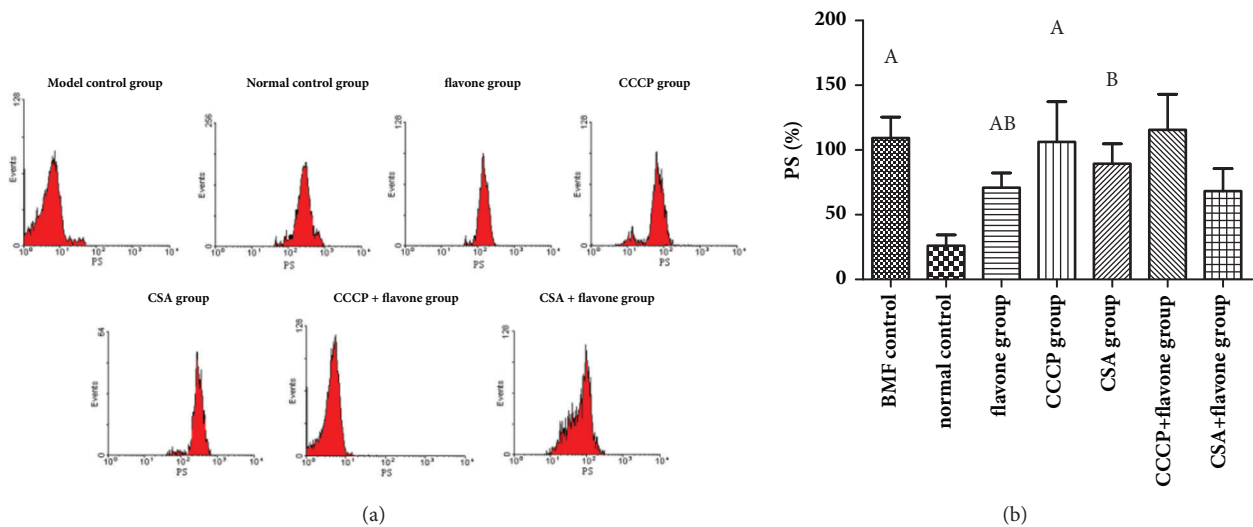 Model control group
128
Events
0
10⁰ 10¹ 10² 10³ 10⁴
PS
Normal control group
256
Events
0
10⁰ 10¹ 10² 10³ 10⁴
PS
flavone group
128
Events
0
10⁰ 10¹ 10² 10³ 10⁴
PS
CCCP group
128
Events
0
10⁰ 10¹ 10² 10³ 10⁴
PS
CSA group
64
Events
0
10⁰ 10¹ 10² 10³ 10⁴
PS
CCCP + flavone group
128
Events
0
10⁰ 10¹ 10² 10³ 10⁴
PS
CSA + flavone group
128
Events
0
10⁰ 10¹ 10² 10³ 10⁴
PS
(a)
PS (%)
200
150
100
50
0
A
AB
A
B
BMF control
normal control
flavone group
CCCP group
CSA group
CCCP+flavone group
CSA+flavone group
(b)